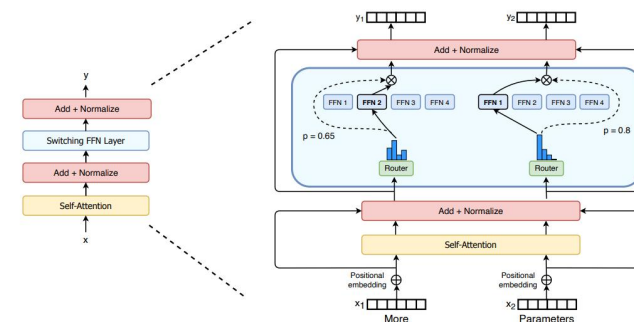 y
Add + Normalize
Switching FFN Layer
Add + Normalize
Self-Attention
x
y₁
y₂
Add + Normalize
FFN 1 FFN 2 FFN 3 FFN 4
FFN 1 FFN 2 FFN 3 FFN 4
p = 0.65
p = 0.8
Router
Router
Add + Normalize
Self-Attention
Positional
embedding
Positional
embedding
x₁
x₂
More
Parameters